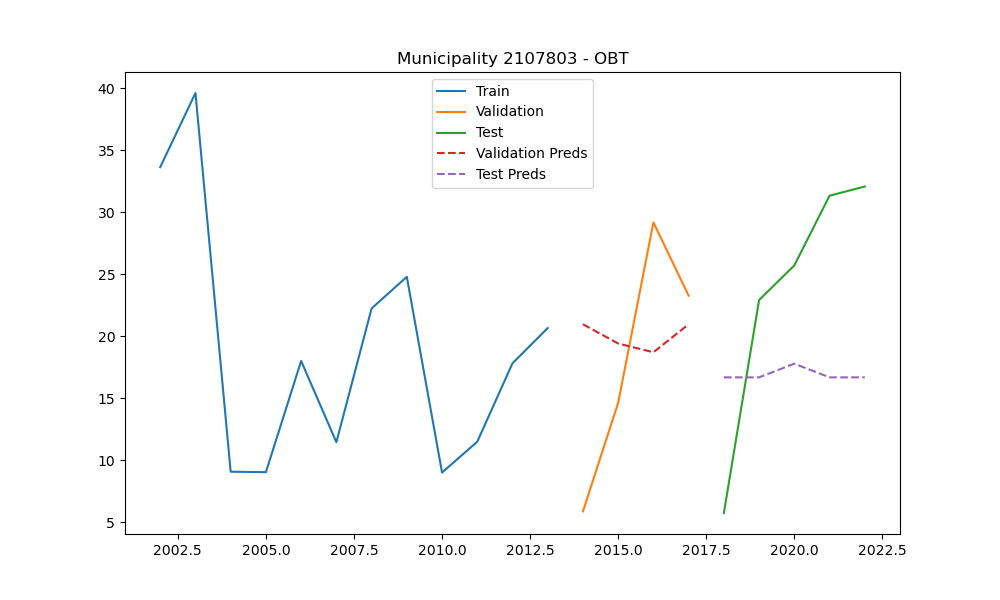 Municipality 2107803 - OBT
Train
Validation
Test
Validation Preds
Test Preds
40
35
30
25
20
15
10
5
2002.5 2005.0 2007.5 2010.0 2012.5 2015.0 2017.5 2020.0 2022.5